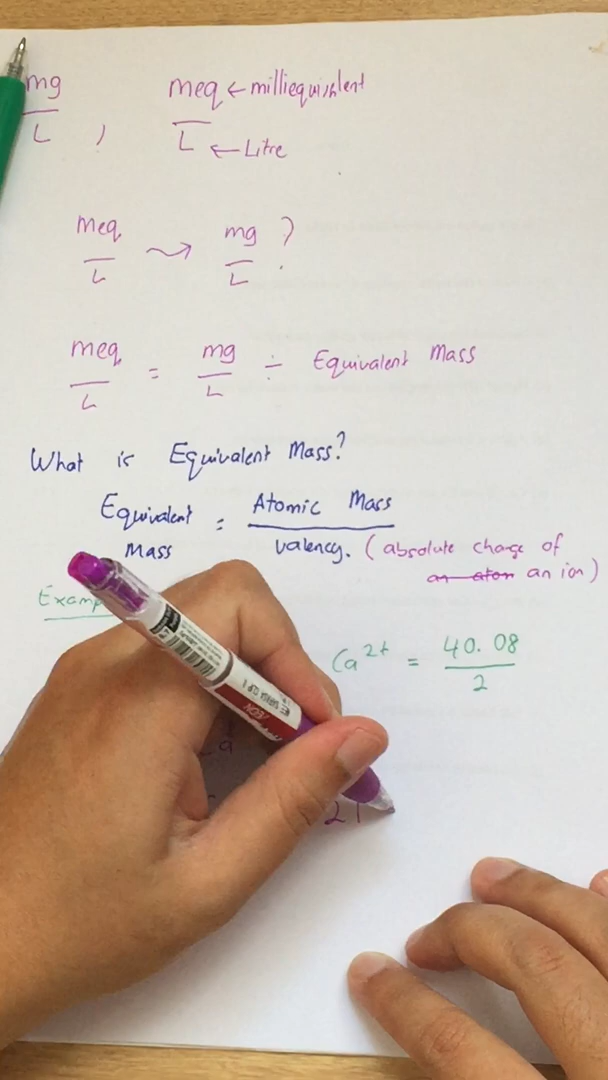 mg meq ← milliequivalent
L , L ← Litre
meq ⇝ mg ?
L L
meq = mg ÷ Equivalent Mass
L L
What is Equivalent Mass?
Equivalent = Atomic Mass
Mass valency. (absolute charge of
an atom an ion)
Examp
Ca²⁺ = 40.08
2